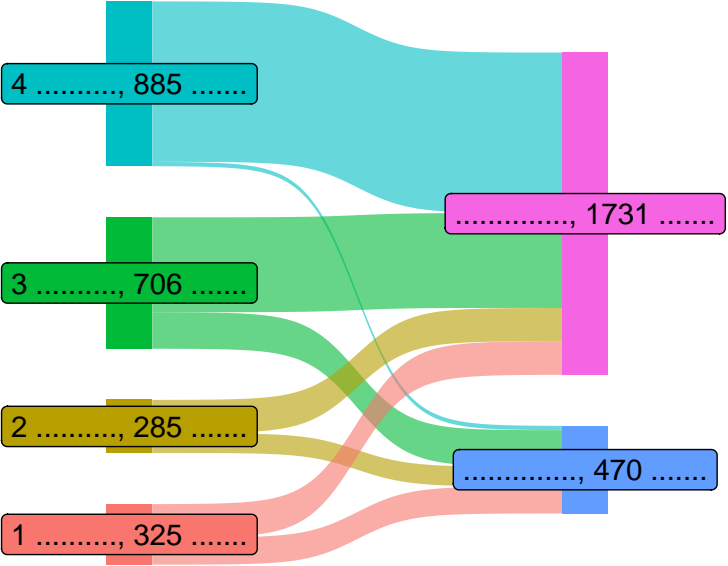 4 .........., 885 .......
.............., 1731 .......
3 .........., 706 .......
2 .........., 285 .......
.............., 470 .......
1 .........., 325 .......